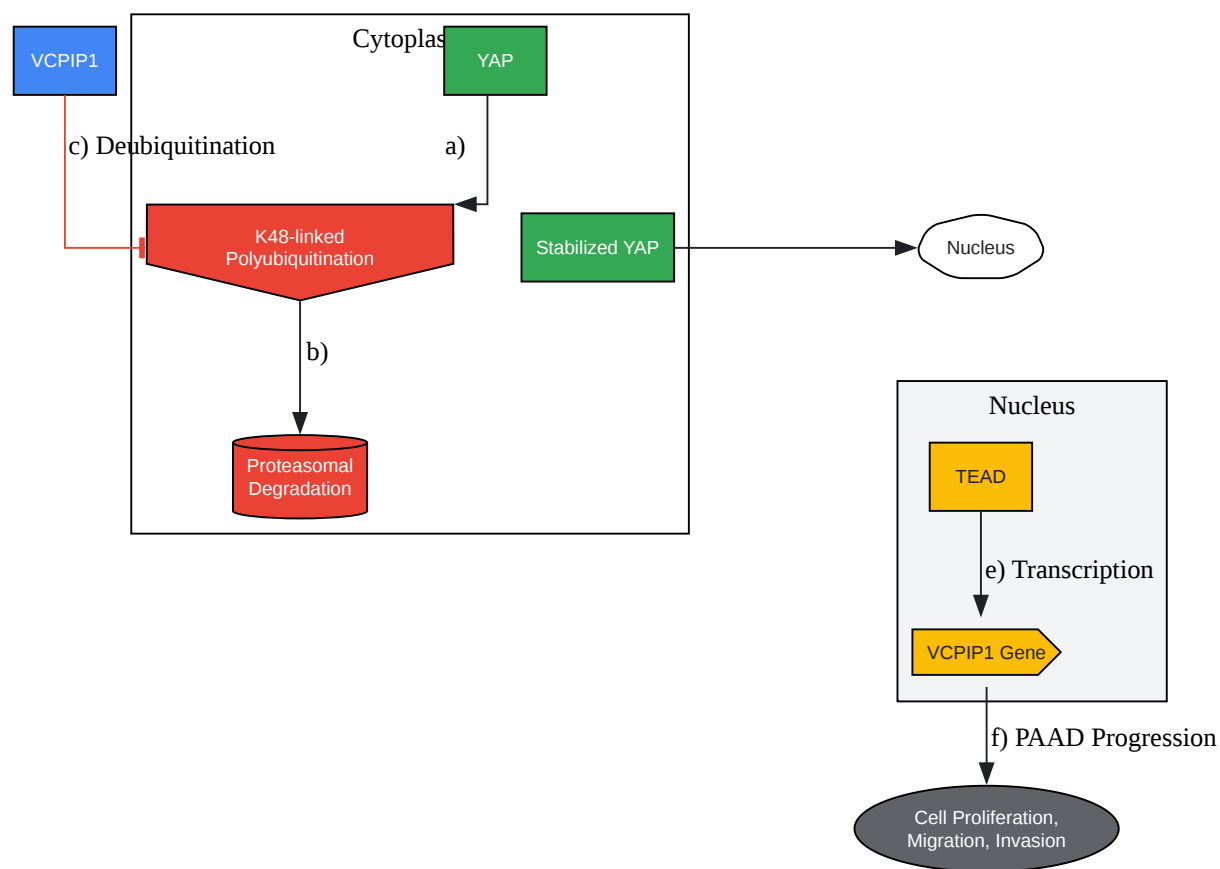 VCPIP1
Cytoplas
YAP
c) Deubiquitination
a)
K48-linked
Polyubiquitination
Stabilized YAP
Nucleus
b)
Nucleus
Proteasomal
Degradation
TEAD
e) Transcription
VCPIP1 Gene
f) PAAD Progression
Cell Proliferation,
Migration, Invasion